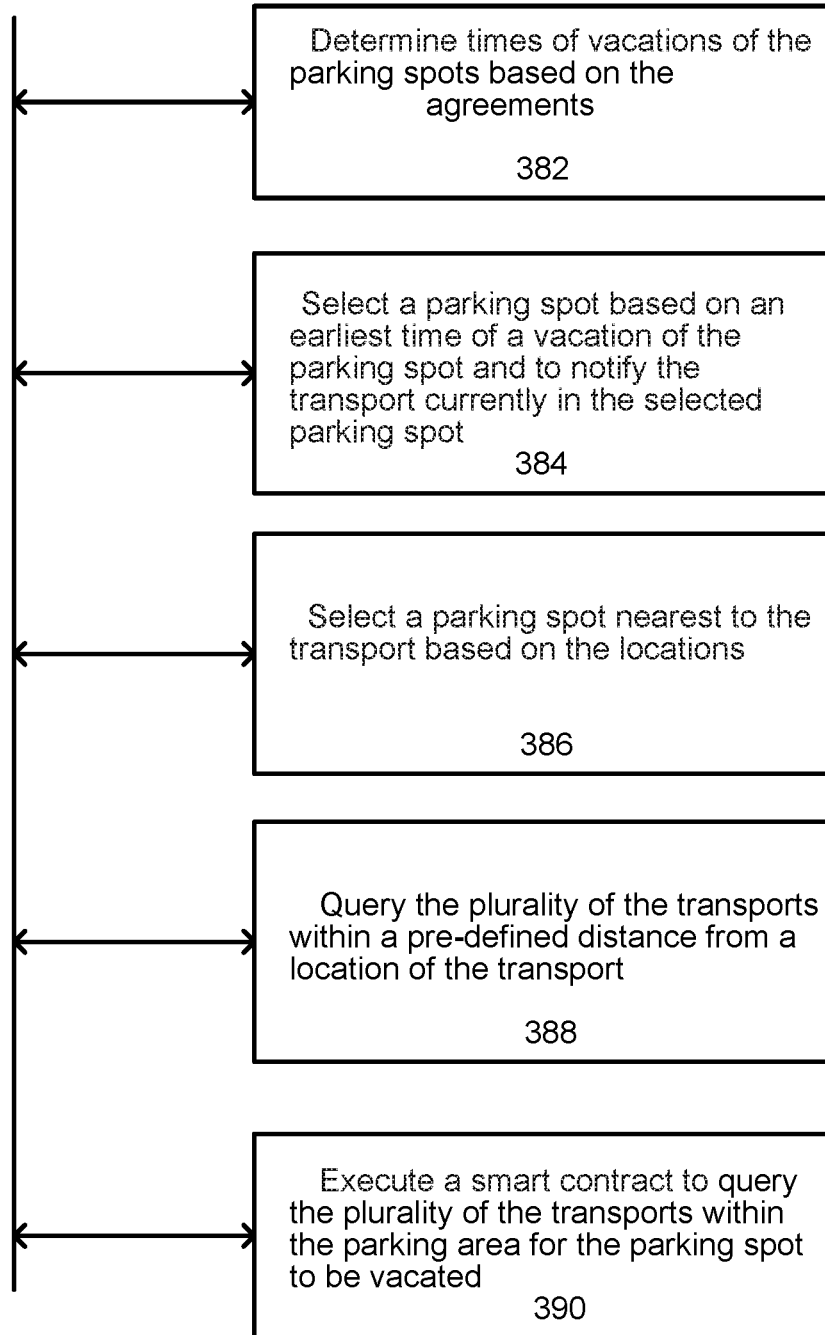 Determine times of vacations of the
parking spots based on the
agreements
382
Select a parking spot based on an
earliest time of a vacation of the
parking spot and to notify the
transport currently in the selected
parking spot
384
Select a parking spot nearest to the
transport based on the locations
386
Query the plurality of the transports
within a pre-defined distance from a
location of the transport
388
Execute a smart contract to query
the plurality of the transports within
the parking area for the parking spot
to be vacated
390